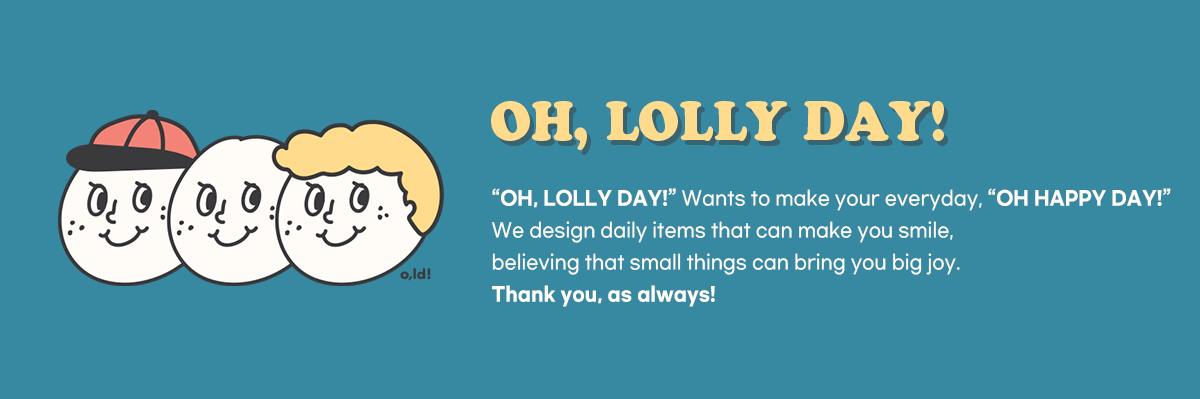 OH, LOLLY DAY!
“OH, LOLLY DAY!” Wants to make your everyday, “OH HAPPY DAY!”
We design daily items that can make you smile,
believing that small things can bring you big joy.
Thank you, as always!
o,ld!